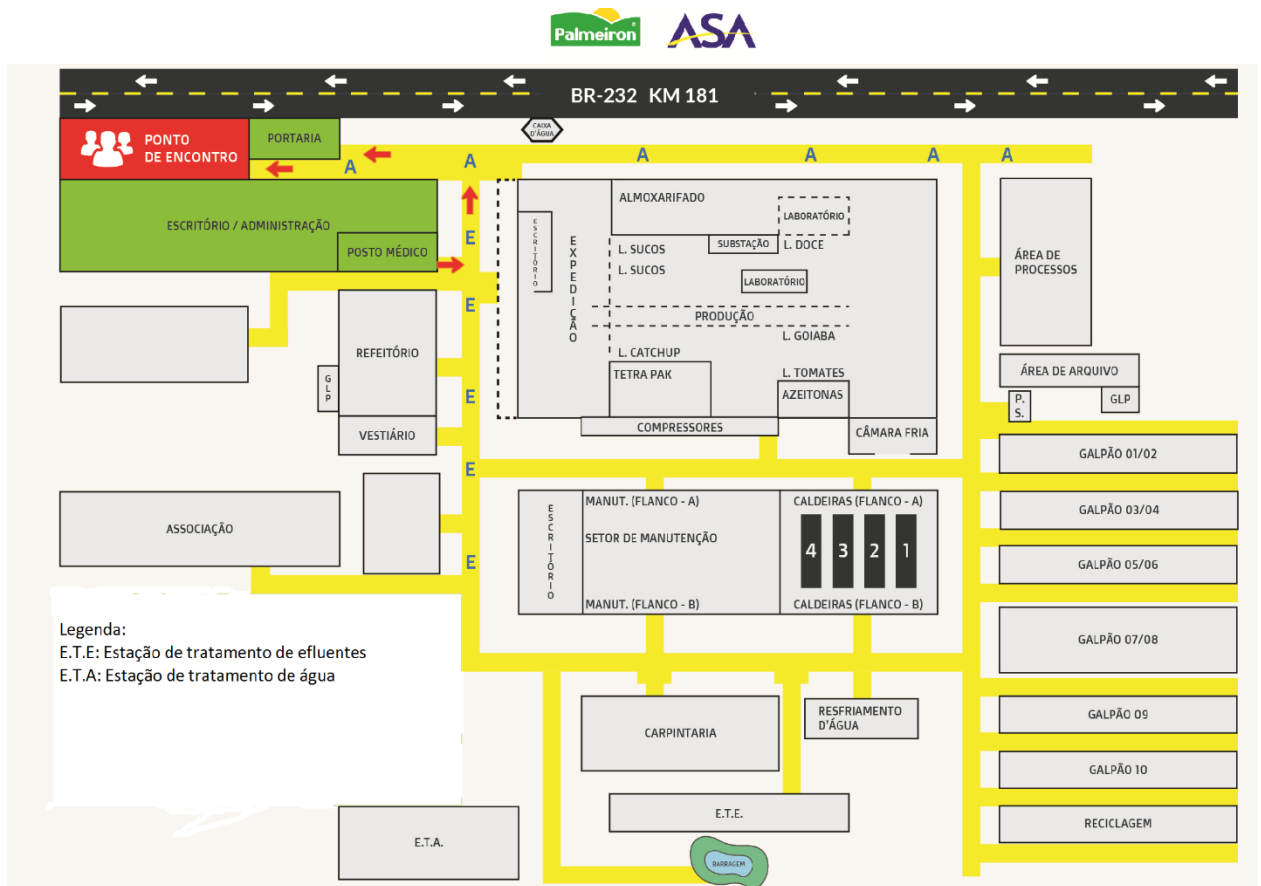 Palmeiron®
ASA
BR-232 KM 181
CAIXA
D'ÁGUA
PONTO
DE ENCONTRO
PORTARIA
A
A
A
A
A
A
ESCRITÓRIO / ADMINISTRAÇÃO
POSTO MÉDICO
E
E
E
E
E
ESCRITÓRIO
EXPEDIÇÃO
ALMOXARIFADO
LABORATÓRIO
SUBSTAÇÃO
L. DOCE
L. SUCOS
L. SUCOS
LABORATÓRIO
PRODUÇÃO
L. GOIABA
L. CATCHUP
TETRA PAK
L. TOMATES
AZEITONAS
COMPRESSORES
CÂMARA FRIA
ÁREA DE
PROCESSOS
ÁREA DE ARQUIVO
P.
S.
GLP
REFEITÓRIO
GLP
VESTIÁRIO
ASSOCIAÇÃO
ESCRITÓRIO
MANUT. (FLANCO - A)
SETOR DE MANUTENÇÃO
MANUT. (FLANCO - B)
CALDEIRAS (FLANCO - A)
4 3 2 1
CALDEIRAS (FLANCO - B)
GALPÃO 01/02
GALPÃO 03/04
GALPÃO 05/06
GALPÃO 07/08
GALPÃO 09
GALPÃO 10
RECICLAGEM
Legenda:
E.T.E: Estação de tratamento de efluentes
E.T.A: Estação de tratamento de água
CARPINTARIA
RESFRIAMENTO
D'ÁGUA
E.T.E.
E.T.A.
BARRAGEM